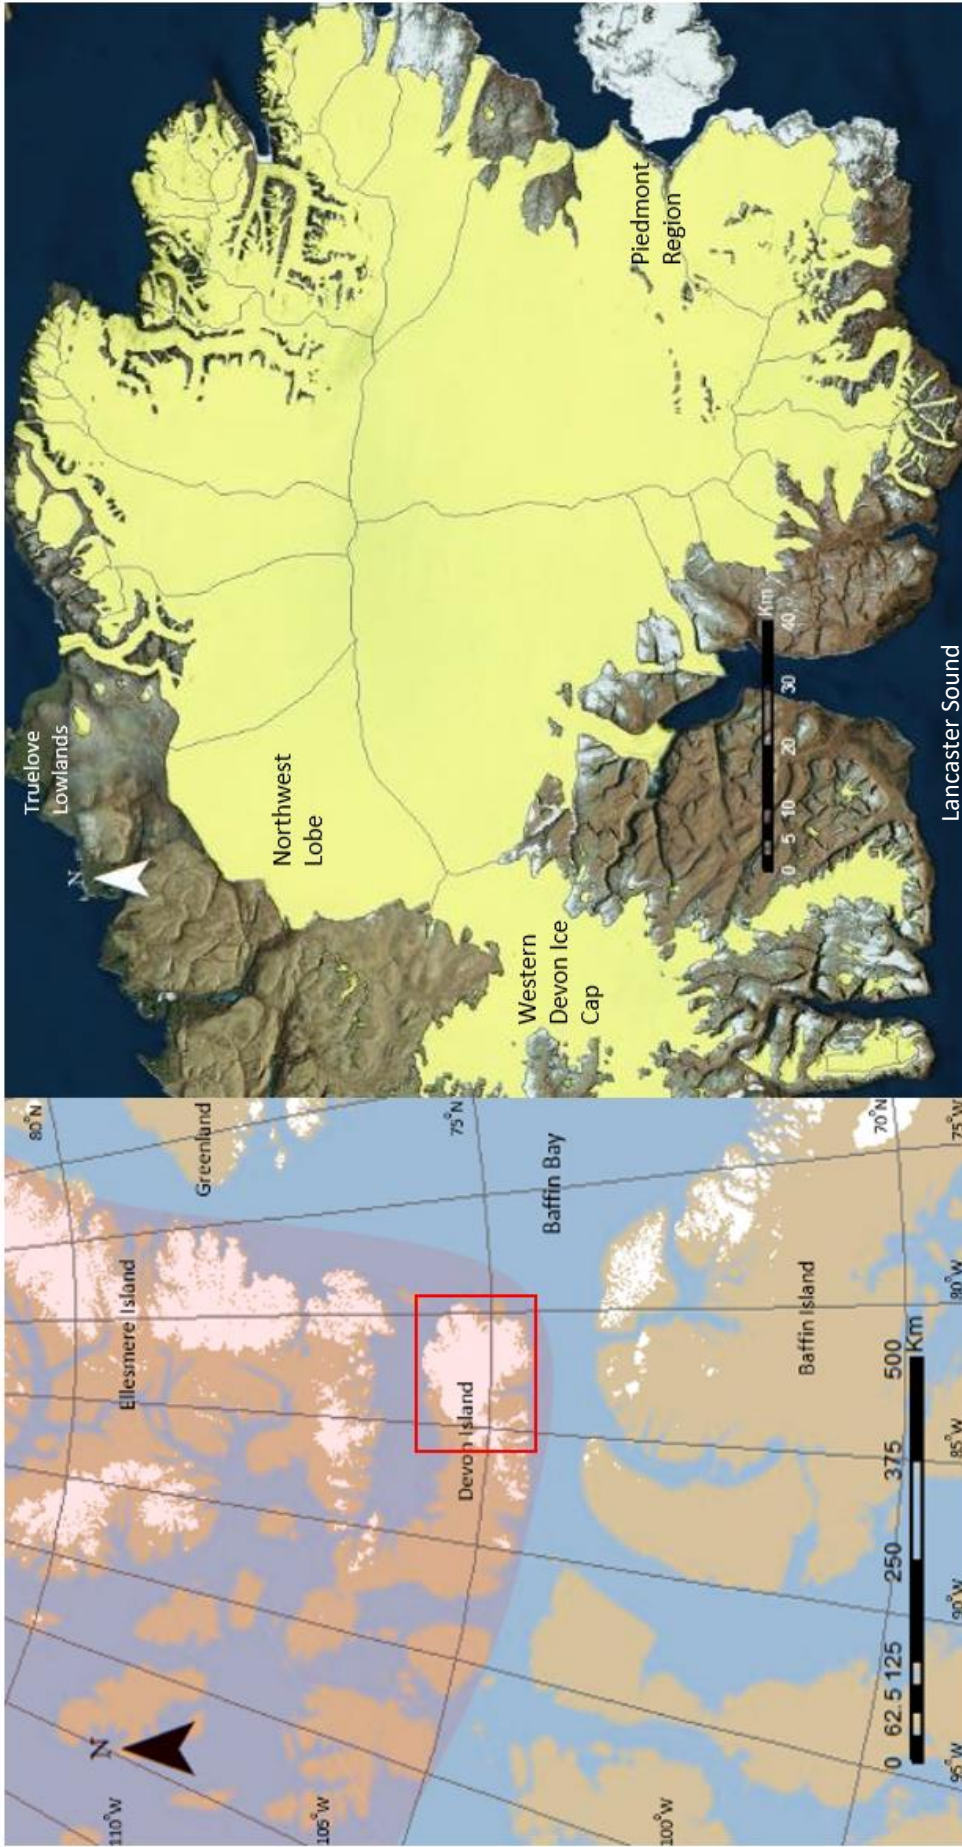 110°W
105°W
100°W
N
80°N
Ellesmere Island
Greenland
Devon Island
75°N
Baffin Bay
Baffin Island
70°N
0 62.5 125 250 375 500
Km
95°W
90°W
85°W
80°W
75°W
N
Truelove
Lowlands
Northwest
Lobe
Western
Devon Ice
Cap
Piedmont
Region
0 5 10 20 30 40
Km
Lancaster Sound